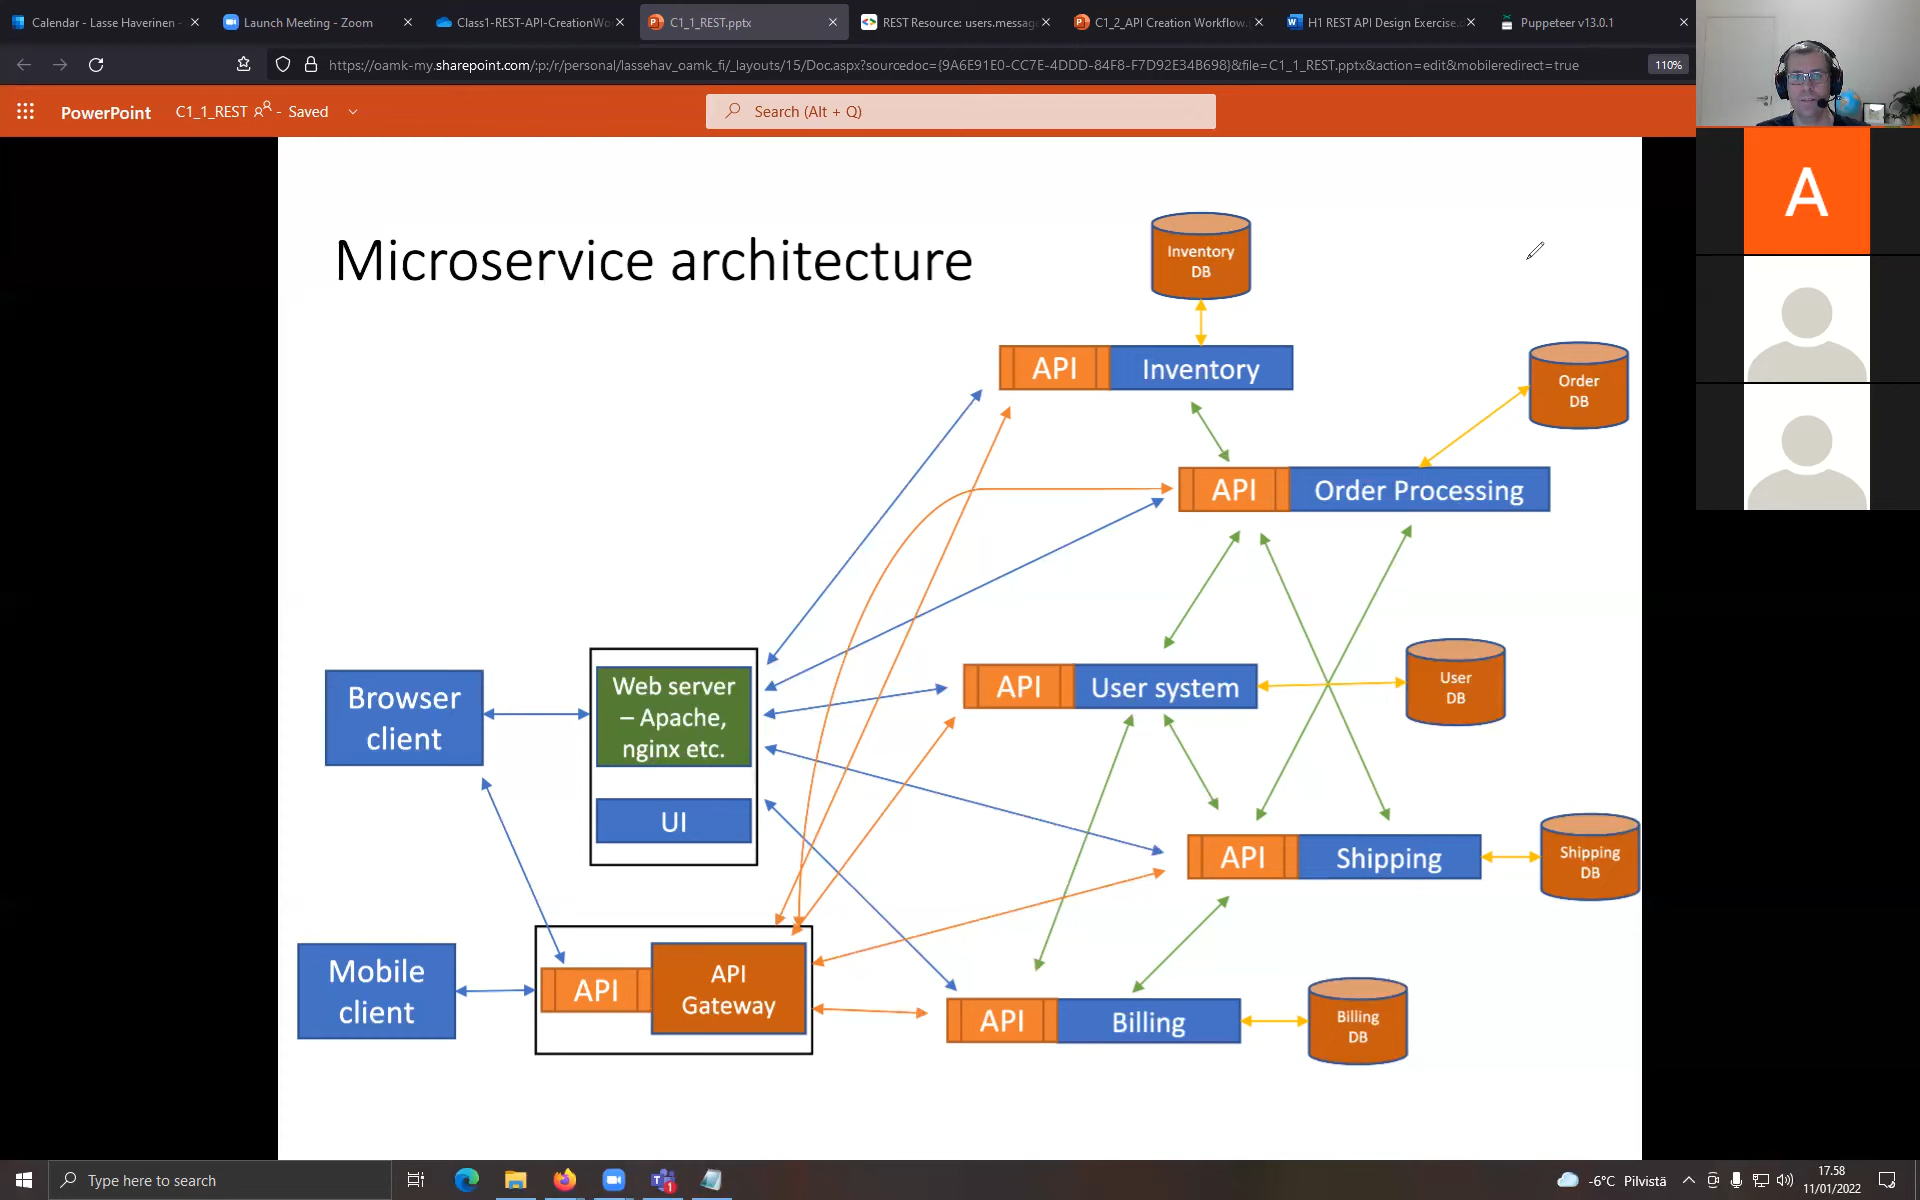 Calendar - Lasse Haverinen -
Launch Meeting - Zoom
Class1-REST-API-CreationWo
C1_1_REST.pptx
REST Resource: users.messag
C1_2_API Creation Workflow.
H1 REST API Design Exercise.
Puppeteer v13.0.1
https://oamk-my.sharepoint.com/:p:/r/personal/lassehav_oamk_fi/_layouts/15/Doc.aspx?sourcedoc={9A6E91E0-CC7E-4DDD-84F8-F7D92E34B698}&file=C1_1_REST.pptx&action=edit&mobileredirect=true
110%
PowerPoint
C1_1_REST - Saved
Search (Alt + Q)
A
Microservice architecture
Inventory
DB
API Inventory
Order
DB
API Order Processing
Browser
client
Web server
– Apache,
nginx etc.
UI
API User system
User
DB
API Shipping
Shipping
DB
Mobile
client
API
API
Gateway
API Billing
Billing
DB
Type here to search
1
-6°C Pilvistä
17.58
11/01/2022